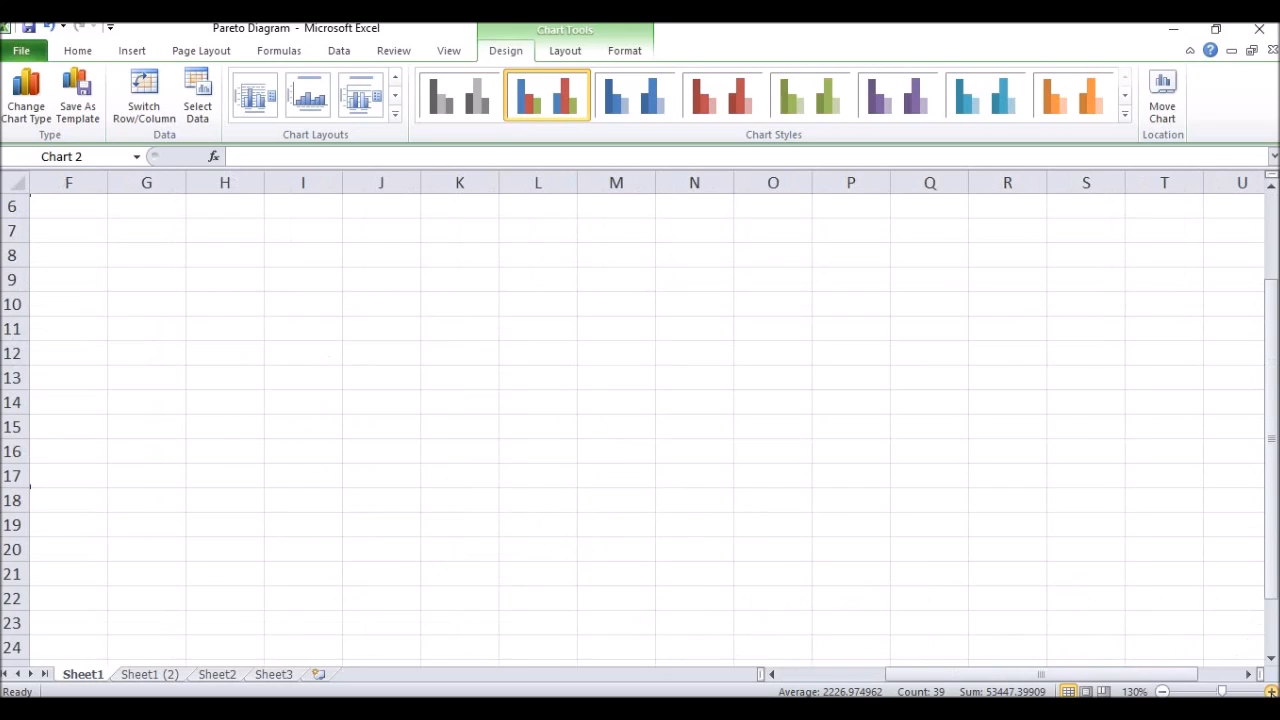 Pareto Diagram - Microsoft Excel
Chart Tools
File Home Insert Page Layout Formulas Data Review View Design Layout Format
Change Chart Type
Save As Template
Switch Row/Column
Select Data
Move Chart
Type Data Chart Layouts Chart Styles Location
Chart 2 fx
F G H I J K L M N O P Q R S T U
6
7
8
9
10
11
12
13
14
15
16
17
18
19
20
21
22
23
24
Sheet1 Sheet1 (2) Sheet2 Sheet3
Ready Average: 2226.974962 Count: 39 Sum: 53447.39909 130%